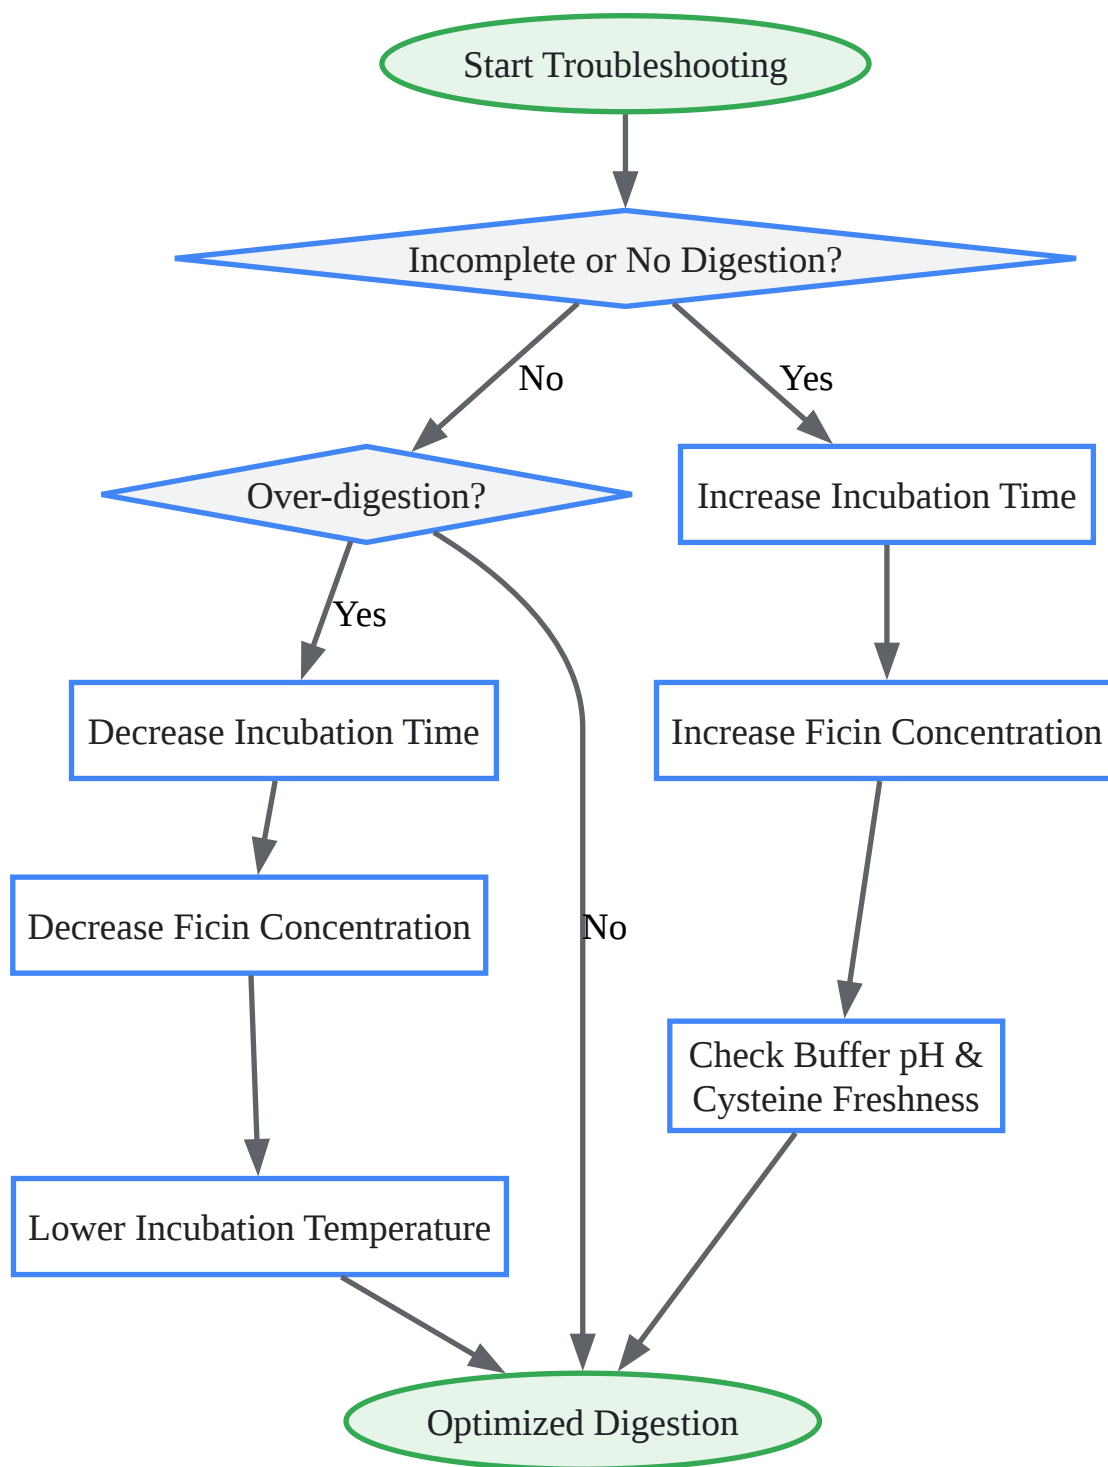 Start Troubleshooting
Incomplete or No Digestion?
No
Yes
Over-digestion?
Increase Incubation Time
Yes
Decrease Incubation Time
Increase Ficin Concentration
Decrease Ficin Concentration
No
Check Buffer pH &
Cysteine Freshness
Lower Incubation Temperature
Optimized Digestion